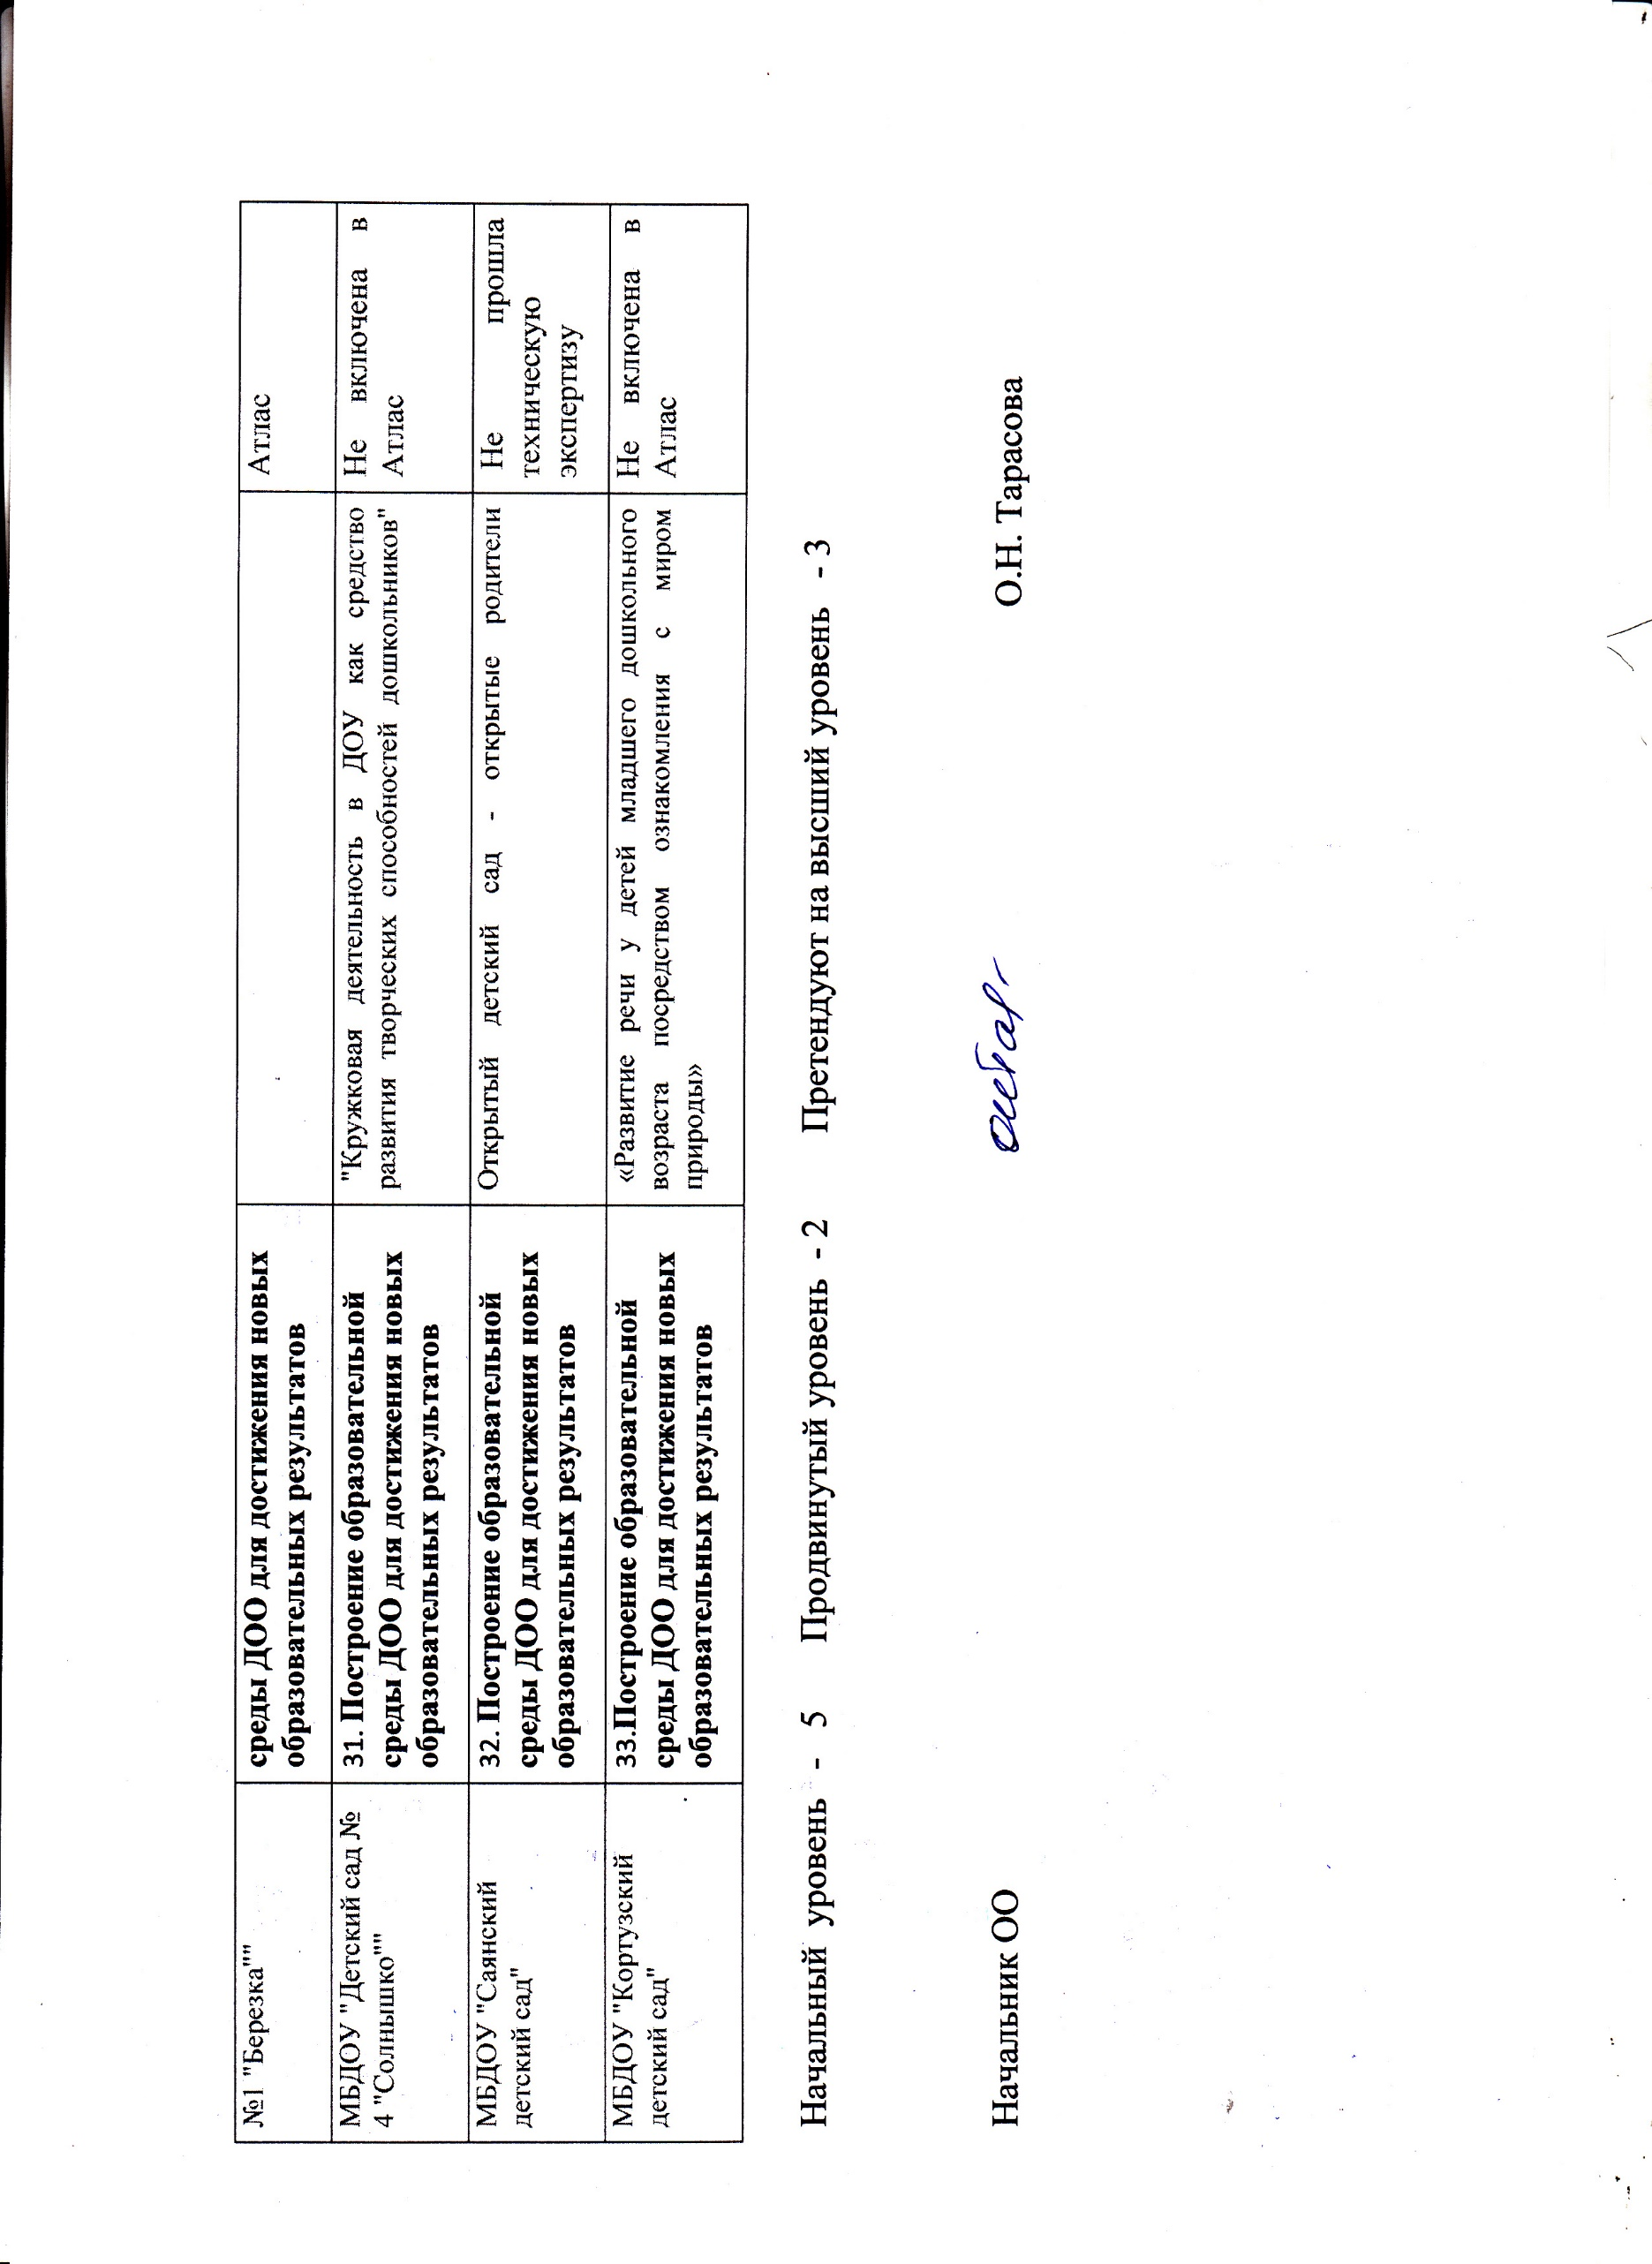 №1 "Березка""
среды ДОО для достижения новых
образовательных результатов
Атлас
МБДОУ "Детский сад №
4 "Солнышко""
31. Построение образовательной
среды ДОО для достижения новых
образовательных результатов
"Кружковая деятельность в ДОУ как средство
развития творческих способностей дошкольников"
Не включена в
Атлас
МБДОУ "Саянский
детский сад"
32. Построение образовательной
среды ДОО для достижения новых
образовательных результатов
Открытый детский сад - открытые родители
Не прошла
техническую
экспертизу
МБДОУ "Кортузский
детский сад"
33.Построение образовательной
среды ДОО для достижения новых
образовательных результатов
«Развитие речи у детей младшего дошкольного
возраста посредством ознакомления с миром
природы»
Не включена в
Атлас
Начальный уровень - 5 Продвинутый уровень - 2 Претендуют на высший уровень - 3
Начальник ОО О.Н. Тарасова